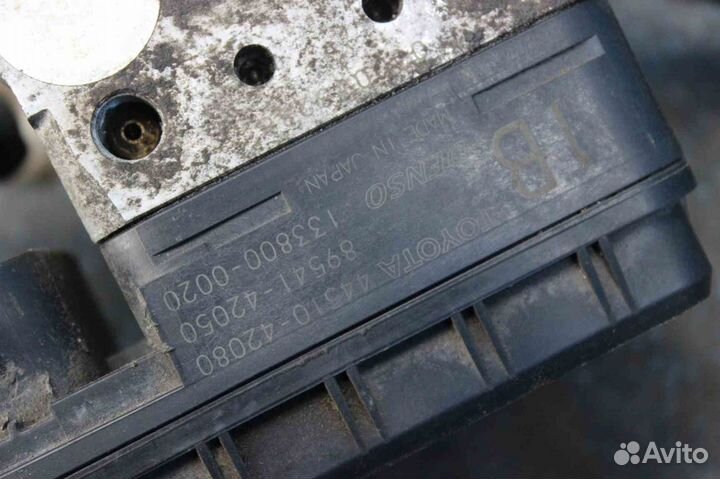 1B
DENSO MADE IN JAPAN
TOYOTA 44510-42080
89541-42050
133800-0020
Avito